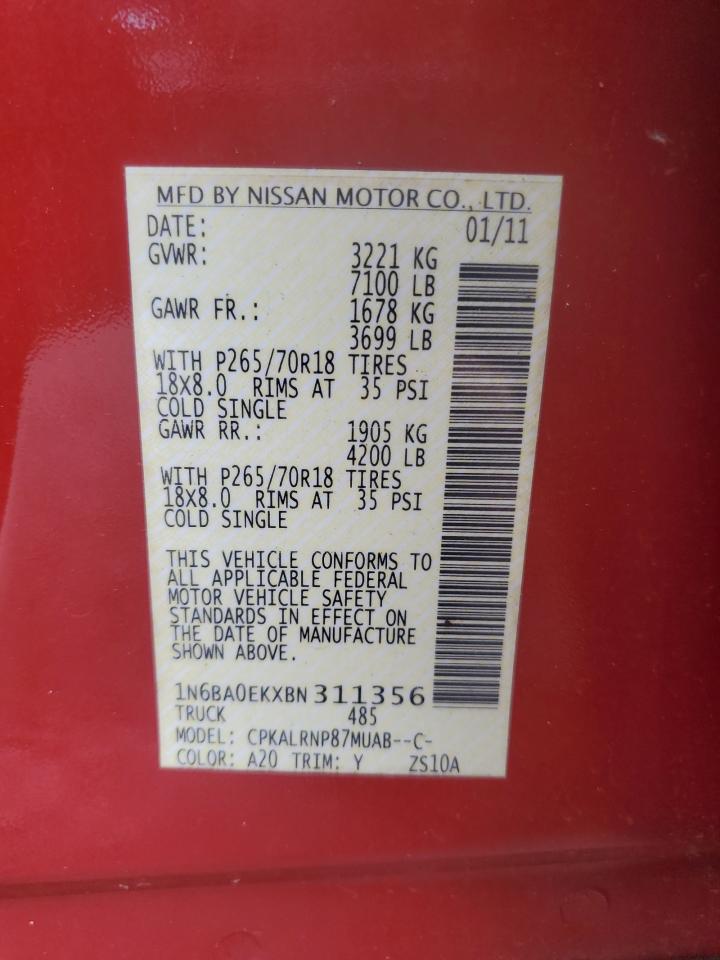 MFD BY NISSAN MOTOR CO., LTD.
DATE: 01/11
GVWR: 3221 KG
7100 LB
GAWR FR.: 1678 KG
3699 LB
WITH P265/70R18 TIRES
18X8.0 RIMS AT 35 PSI
COLD SINGLE
GAWR RR.: 1905 KG
4200 LB
WITH P265/70R18 TIRES
18X8.0 RIMS AT 35 PSI
COLD SINGLE
THIS VEHICLE CONFORMS TO
ALL APPLICABLE FEDERAL
MOTOR VEHICLE SAFETY
STANDARDS IN EFFECT ON
THE DATE OF MANUFACTURE
SHOWN ABOVE.
1N6BA0EKXBN311356
TRUCK 485
MODEL: CPKALRNP87MUAB--C-
COLOR: A20 TRIM: Y ZS10A